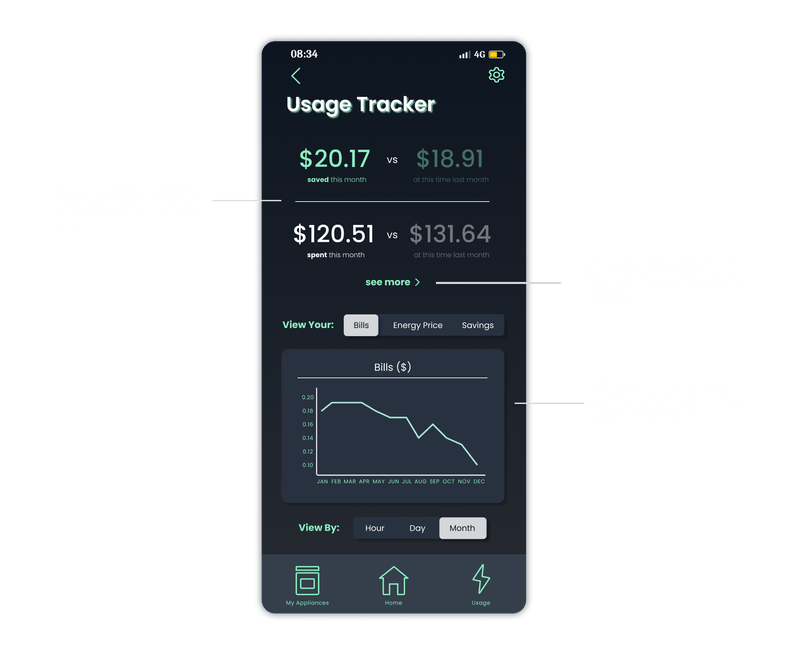 08:34 4G
Usage Tracker
$20.17 vs $18.91
saved this month at this time last month
$120.51 vs $131.64
spent this month at this time last month
see more >
View Your: Bills Energy Price Savings
Bills ($)
0.20
0.18
0.16
0.14
0.12
0.10
JAN FEB MAR APR MAY JUN JUL AUG SEP OCT NOV DEC
View By: Hour Day Month
My Appliances Home Usage